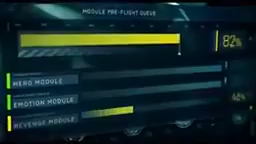 MODULE PRE-FLIGHT QUEUE
82%
HERO MODULE
EMOTION MODULE
REVENGE MODULE